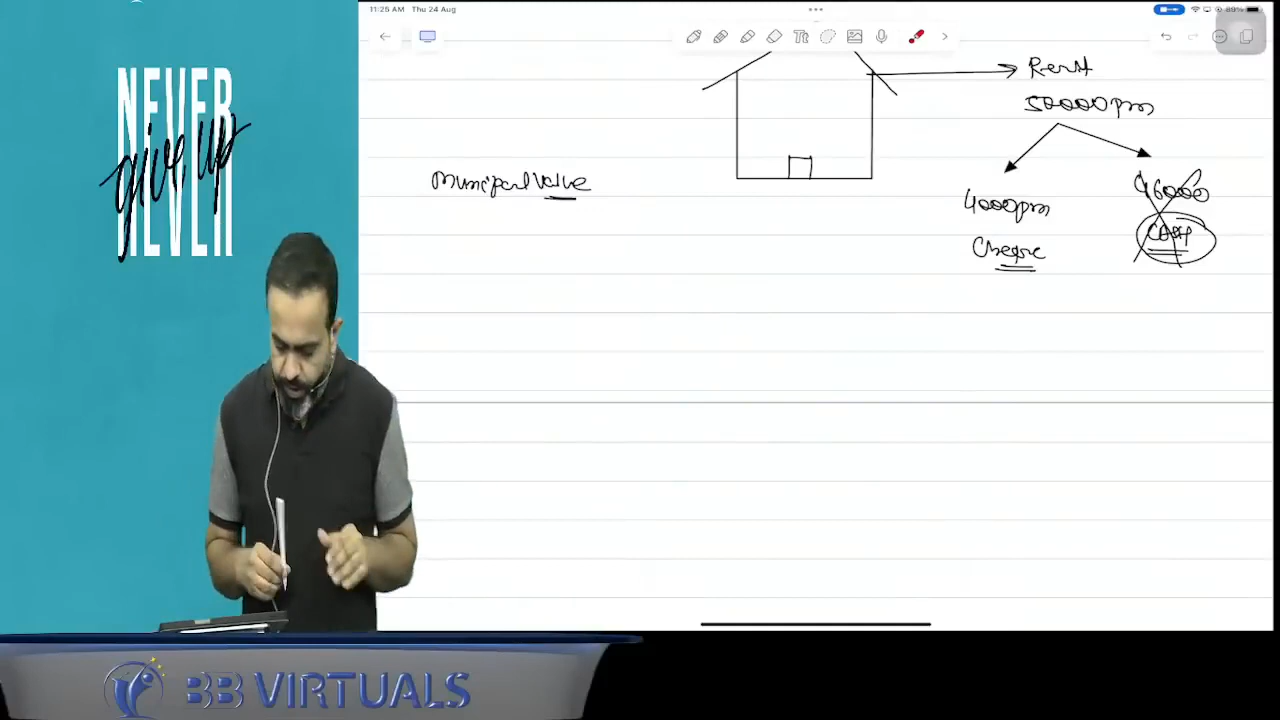 11:25 AM Thu 24 Aug
89%
NEVER
give up
NEVER
Rent
50000pm
Municipal Value
4000pm
46000
Cheque
Cash
BB VIRTUALS